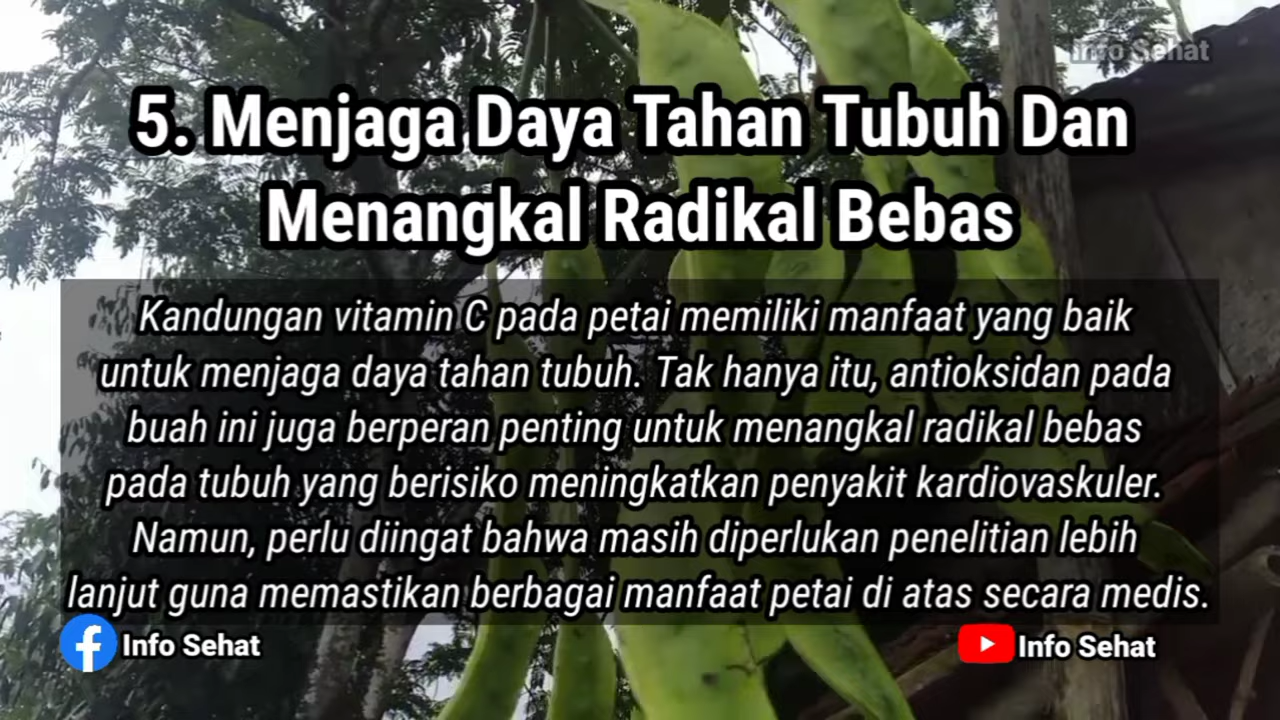 Info Sehat
5. Menjaga Daya Tahan Tubuh Dan
Menangkal Radikal Bebas
Kandungan vitamin C pada petai memiliki manfaat yang baik
untuk menjaga daya tahan tubuh. Tak hanya itu, antioksidan pada
buah ini juga berperan penting untuk menangkal radikal bebas
pada tubuh yang berisiko meningkatkan penyakit kardiovaskuler.
Namun, perlu diingat bahwa masih diperlukan penelitian lebih
lanjut guna memastikan berbagai manfaat petai di atas secara medis.
Info Sehat
Info Sehat